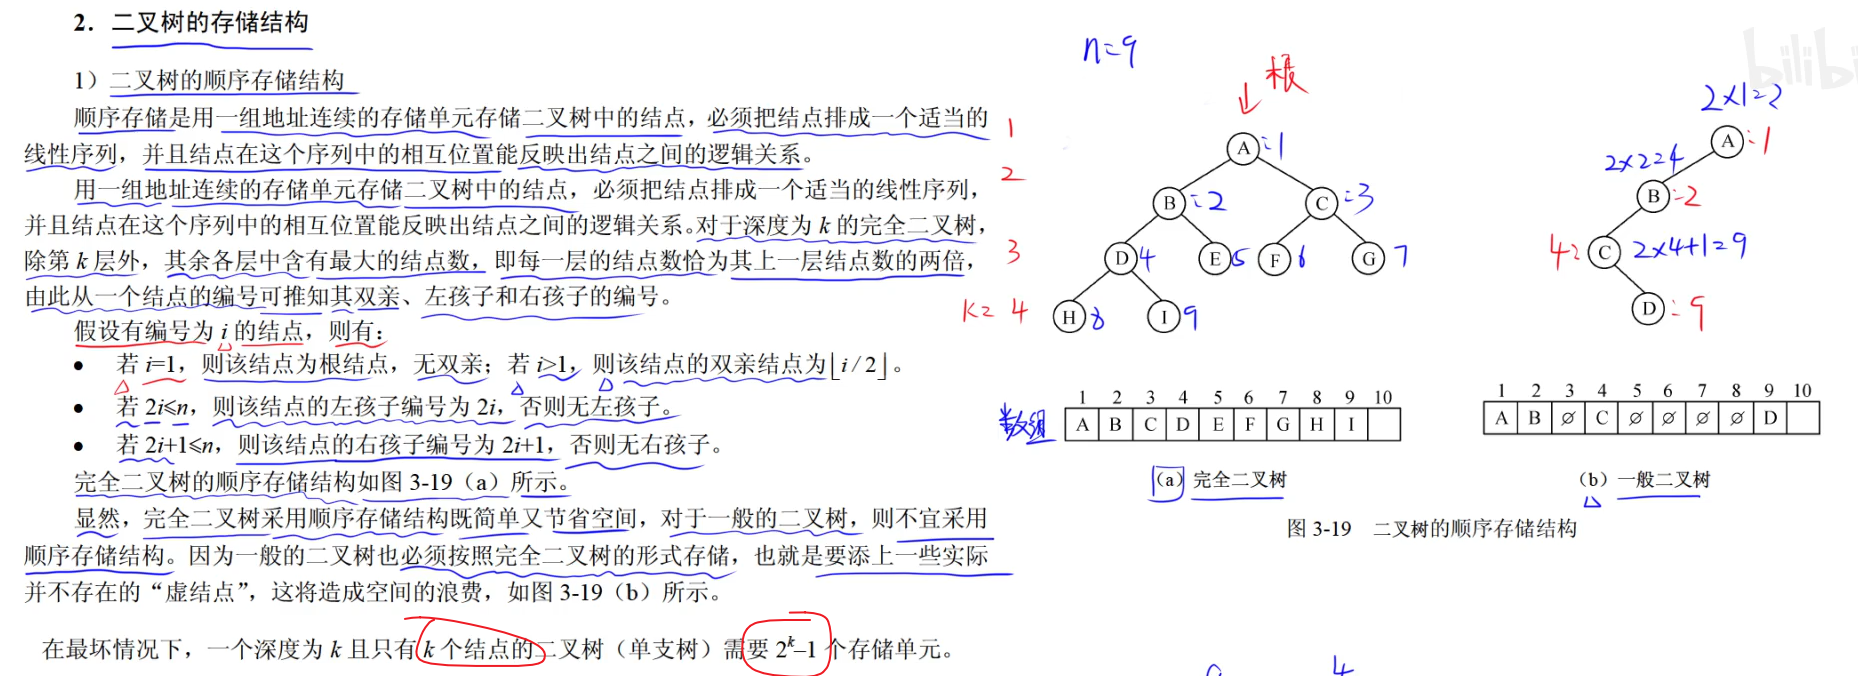 2．二叉树的存储结构
1）二叉树的顺序存储结构
顺序存储是用一组地址连续的存储单元存储二叉树中的结点，必须把结点排成一个适当的
线性序列，并且结点在这个序列中的相互位置能反映出结点之间的逻辑关系。
用一组地址连续的存储单元存储二叉树中的结点，必须把结点排成一个适当的线性序列，
并且结点在这个序列中的相互位置能反映出结点之间的逻辑关系。对于深度为 k 的完全二叉树，
除第 k 层外，其余各层中含有最大的结点数，即每一层的结点数恰为其上一层结点数的两倍，
由此从一个结点的编号可推知其双亲、左孩子和右孩子的编号。
假设有编号为 i 的结点，则有：
● 若 i=1，则该结点为根结点，无双亲；若 i>1，则该结点的双亲结点为⌊i / 2⌋。
● 若 2i≤n，则该结点的左孩子编号为 2i，否则无左孩子。
● 若 2i+1≤n，则该结点的右孩子编号为 2i+1，否则无右孩子。
完全二叉树的顺序存储结构如图 3-19（a）所示。
显然，完全二叉树采用顺序存储结构既简单又节省空间，对于一般的二叉树，则不宜采用
顺序存储结构。因为一般的二叉树也必须按照完全二叉树的形式存储，也就是要添上一些实际
并不存在的“虚结点”，这将造成空间的浪费，如图 3-19（b）所示。
在最坏情况下，一个深度为 k 且只有 k 个结点的二叉树（单支树）需要 2ᵏ–1 个存储单元。
n=9
根
1
A =1
2
B =2 C =3
3
D 4 E 5 F 6 G 7
k= 4
H 8 I 9
1 2 3 4 5 6 7 8 9 10
数组 A B C D E F G H I
（a）完全二叉树
bilibi
2×1=2
A =1
2×2=4
B =2
4= C 2×4+1=9
D =9
1 2 3 4 5 6 7 8 9 10
A B ∅ C ∅ ∅ ∅ ∅ D
（b）一般二叉树
图 3-19 二叉树的顺序存储结构
4